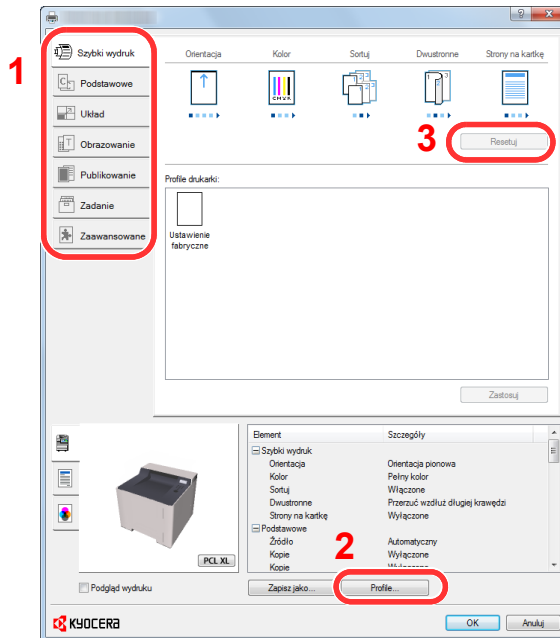 1
Szybki wydruk
Podstawowe
Układ
Obrazowanie
Publikowanie
Zadanie
Zaawansowane
Orientacja Kolor Sortuj Dwustronne Strony na kartkę
CMYK
3
Resetuj
Profile drukarki:
Ustawienie
fabryczne
Zastosuj
Element Szczegóły
Szybki wydruk
Orientacja Orientacja pionowa
Kolor Pełny kolor
Sortuj Włączone
Dwustronne Przerzuć wzdłuż długiej krawędzi
Strony na kartkę Wyłączone
Podstawowe
Źródło Automatyczny
Kopie Wyłączone
Kopie Wyłączone
PCL XL
2
Podgląd wydruku
Zapisz jako... Profile...
KYOCERA
OK Anuluj